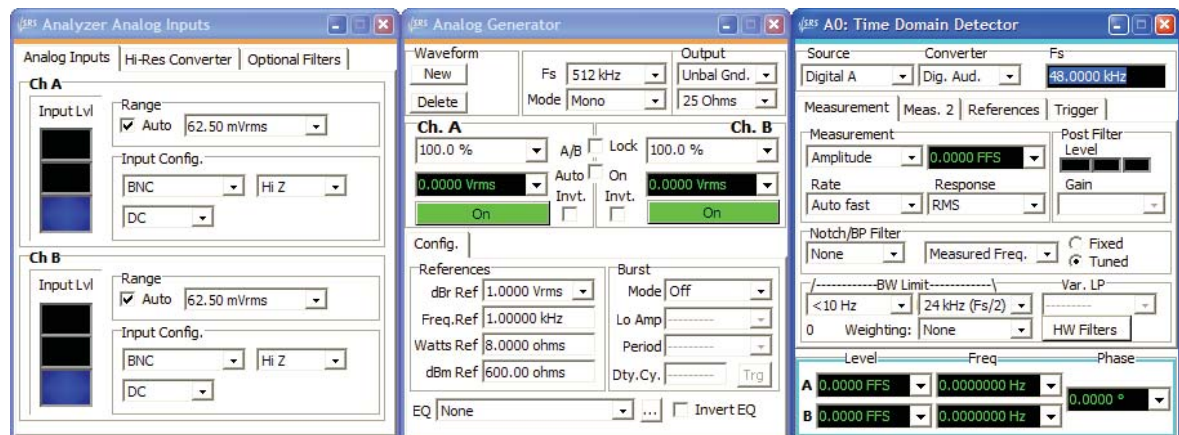 SRS Analyzer Analog Inputs
Analog Inputs Hi-Res Converter Optional Filters
Ch A
Input Lvl
Range
Auto 62.50 mVrms
Input Config.
BNC Hi Z
DC
Ch B
Input Lvl
Range
Auto 62.50 mVrms
Input Config.
BNC Hi Z
DC
SRS Analog Generator
Waveform
New
Delete
Fs 512 kHz
Mode Mono
Output
Unbal Gnd.
25 Ohms
Ch. A Ch. B
100.0 % A/B Lock 100.0 %
Auto On
0.0000 Vrms Invt. Invt. 0.0000 Vrms
On On
Config.
References
dBr Ref 1.0000 Vrms
Freq.Ref 1.00000 kHz
Watts Ref 8.0000 ohms
dBm Ref 600.00 ohms
Burst
Mode Off
Lo Amp ---------
Period ---------
Dty.Cy. --------- Trg
EQ None ... Invert EQ
SRS A0: Time Domain Detector
Source Converter Fs
Digital A Dig. Aud. 48.0000 kHz
Measurement Meas. 2 References Trigger
Measurement
Amplitude 0.0000 FFS
Rate Response
Auto fast RMS
Post Filter
Level
Gain
Notch/BP Filter
None Measured Freq. Fixed
Tuned
/------------BW Limit------------\ Var. LP
<10 Hz 24 kHz (Fs/2) ---------
0 Weighting: None HW Filters
Level Freq Phase
A 0.0000 FFS 0.0000000 Hz 0.0000 °
B 0.0000 FFS 0.0000000 Hz